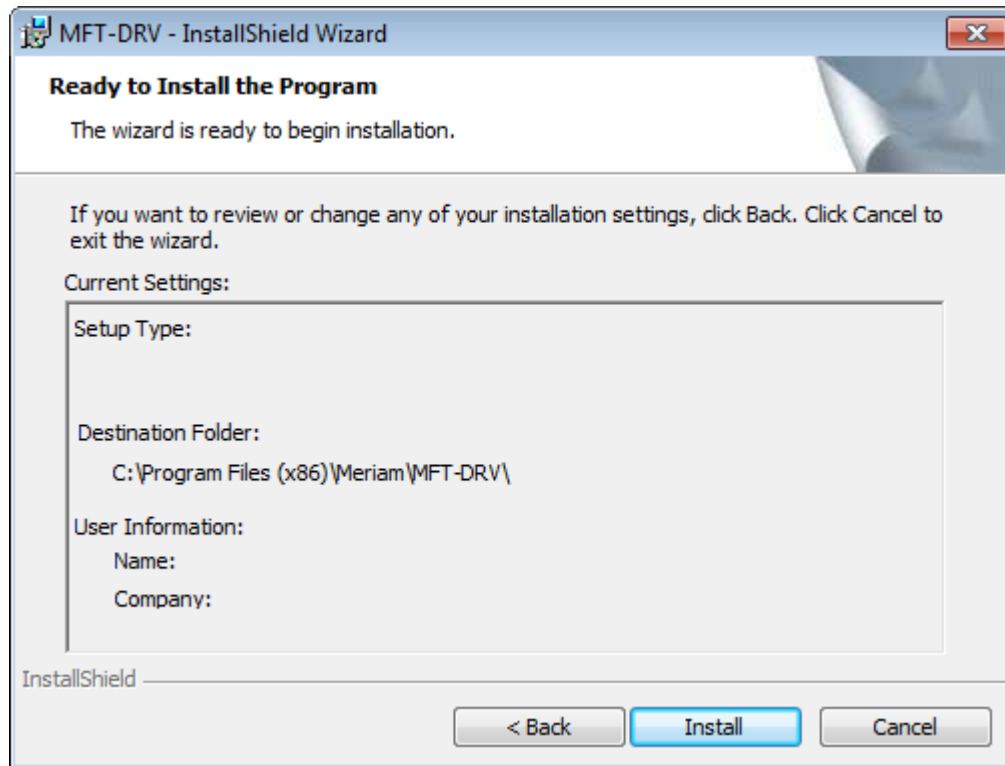 MFT-DRV - InstallShield Wizard
Ready to Install the Program
The wizard is ready to begin installation.
If you want to review or change any of your installation settings, click Back. Click Cancel to
exit the wizard.
Current Settings:
Setup Type:
Destination Folder:
C:\Program Files (x86)\Meriam\MFT-DRV\
User Information:
Name:
Company:
InstallShield
< Back
Install
Cancel